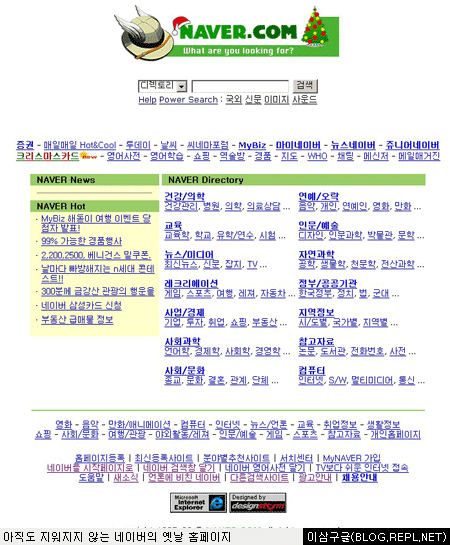 NAVER.COM
What are you looking for?
디렉토리 검색
Help Power Search : 국외 신문 이미지 사운드
증권 - 매일매일 Hot&Cool - 투데이 - 날씨 - 씨네마포럼 - MyBiz - 마이네이버 - 뉴스네이버 - 쥬니어네이버
크리스마스카드 - 영어사전 - 영어학습 - 쇼핑 - 역술방 - 경품 - 지도 - WHO - 채팅 - 메신저 - 메일매거진
NAVER News
NAVER Hot
· MyBiz 해돋이 여행 이벤트 당첨자 발표!
· 99% 가능한 경품행사
· 2,200,2500, 베니건스 밀쿠폰.
· 날마다 빠방해지는 n세대 콘테스트!!
· 300분께 금강산 관광의 행운을
· 네이버 삼성카드 신청
· 부동산 급매물 정보
NAVER Directory
건강/의학
건강관리, 병원, 의학, 의료상담 ...
연예/오락
음악, 개인, 연예인, 영화, 만화 ...
교육
교육학, 학교, 유학/연수, 시험 ...
인문/예술
디자인, 인문과학, 박물관, 문학 ...
뉴스/미디어
최신뉴스, 신문, 잡지, TV ...
자연과학
공학, 생물학, 천문학, 전산과학 ...
레크리에이션
게임, 스포츠, 여행, 레져, 자동차 ...
정부/공공기관
한국정부, 정치, 법, 군대 ...
사업/경제
기업, 투자, 취업, 쇼핑, 부동산 ...
지역정보
시/도별, 국가별, 지역별 ...
사회과학
언어학, 경제학, 사회학, 경영학 ...
참고자료
논문, 도서관, 전화번호, 사전 ...
사회/문화
종교, 문화, 결혼, 관계, 단체 ...
컴퓨터
인터넷, S/W, 멀티미디어, 통신 ...
영화 - 음악 - 만화/애니메이션 - 컴퓨터 - 인터넷 - 뉴스/언론 - 교육 - 취업정보 - 생활정보
쇼핑 - 사회/문화 - 여행/관광 - 야외활동/레져 - 인문/예술 - 게임 - 스포츠 - 참고자료 - 개인홈페이지
홈페이지등록 | 최신등록사이트 | 분야별추천사이트 | 서치센터 | MyNAVER 가입
네이버를 시작페이지로 | 네이버 검색창 달기 | 네이버 영어사전 달기 | TV보다 쉬운 인터넷 접속
도움말 | 새소식 | 언론에 비친 네이버 | 다른검색사이트 | 광고안내 | 채용안내
Microsoft Internet Explorer
Designed by designstorm
아직도 지워지지 않는 네이버의 옛날 홈페이지
이삼구글(BLOG.REPL.NET)